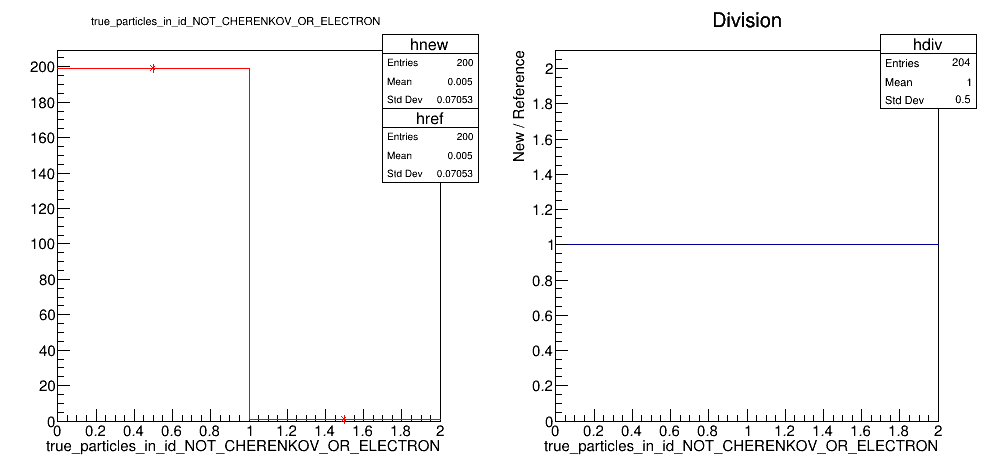 true_particles_in_id_NOT_CHERENKOV_OR_ELECTRON
hnew
Entries 200
Mean 0.005
Std Dev 0.07053
href
Entries 200
Mean 0.005
Std Dev 0.07053
200
180
160
140
120
100
80
60
40
20
0
0 0.2 0.4 0.6 0.8 1 1.2 1.4 1.6 1.8 2
true_particles_in_id_NOT_CHERENKOV_OR_ELECTRON
Division
hdiv
Entries 204
Mean 1
Std Dev 0.5
New / Reference
2
1.8
1.6
1.4
1.2
1
0.8
0.6
0.4
0.2
0
0 0.2 0.4 0.6 0.8 1 1.2 1.4 1.6 1.8 2
true_particles_in_id_NOT_CHERENKOV_OR_ELECTRON